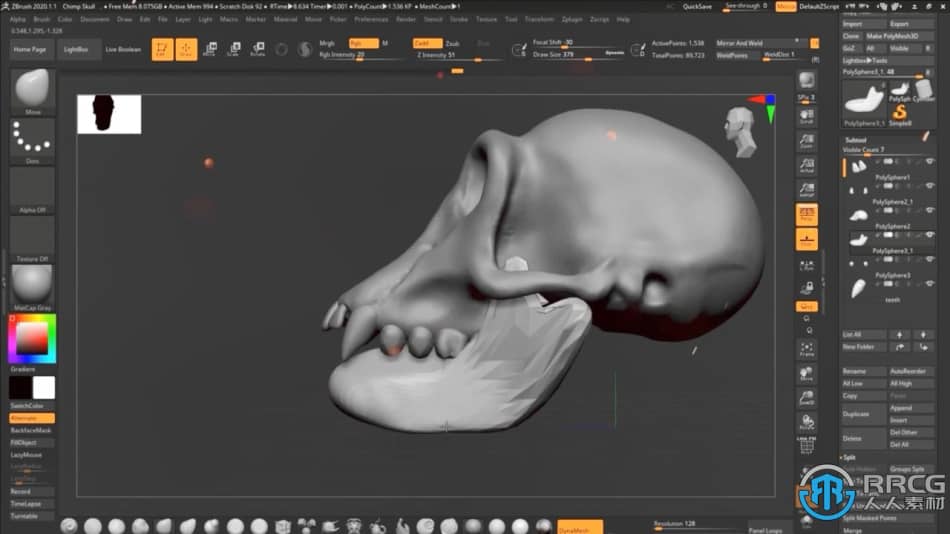 ZBrush 2020.1.1 Chimp Skull • Free Mem 8.075GB • Active Mem 994 • Scratch Disk 92 • RTime▶8.634 Timer▶0.001 • PolyCount▶1.536 KP • MeshCount▶1 QuickSave See-through 0 Menus DefaultZScript
Alpha Brush Color Document Draw Edit File Layer Light Macro Marker Material Movie Picker Preferences Render Stencil Stroke Texture Tool Transform Zplugin Zscript Help
0.548,1.295,-1.328
Home Page LightBox Live Boolean Edit Draw Move Scale Rotate
Mrgb Rgb M
Rgb Intensity 20
Zadd Zsub
Z Intensity 51
Focal Shift -30
Draw Size 379 Dynamic
ActivePoints: 1,538
TotalPoints: 89,723
Mirror And Weld
WeldPoints WeldDist 1
Import Export
Clone Make PolyMesh3D
GoZ All Visible R
Lightbox▶Tools
PolySphere3_1. 48
PolySph Cylinder
PolySphere3_1 SimpleB
Subtool
Visible Count 7
PolySphere1
PolySphere2_1
PolySphere2
PolySphere3_1
PolySphere3
teeth
List All
New Folder
Rename AutoReorder
All Low All High
Copy Paste
Duplicate Append
Insert
Delete Del Other
Del All
Split
Groups Split
Split Masked Points
Merge
Move
Dots
Alpha Off
Texture Off
MatCap Gray
Gradient
SwitchColor
Alternate
BackfaceMask
FillObject
LazyMouse
LazyRadius
LazyStep
Record
TimeLapse
Turntable
SPix 3
Scroll
Zoom
Actual
Persp
Floor
Frame
Move
Rotate
Line Fill
DynaMesh
Resolution 128
Panel Loops
RRCG
人人素材